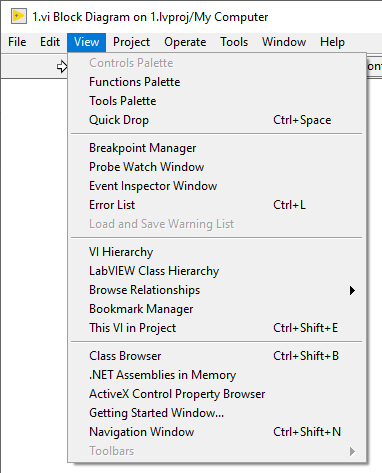 1.vi Block Diagram on 1.lvproj/My Computer
File Edit View Project Operate Tools Window Help
Controls Palette
Functions Palette
Tools Palette
Quick Drop Ctrl+Space
Breakpoint Manager
Probe Watch Window
Event Inspector Window
Error List Ctrl+L
Load and Save Warning List
VI Hierarchy
LabVIEW Class Hierarchy
Browse Relationships
Bookmark Manager
This VI in Project Ctrl+Shift+E
Class Browser Ctrl+Shift+B
.NET Assemblies in Memory
ActiveX Control Property Browser
Getting Started Window...
Navigation Window Ctrl+Shift+N
Toolbars